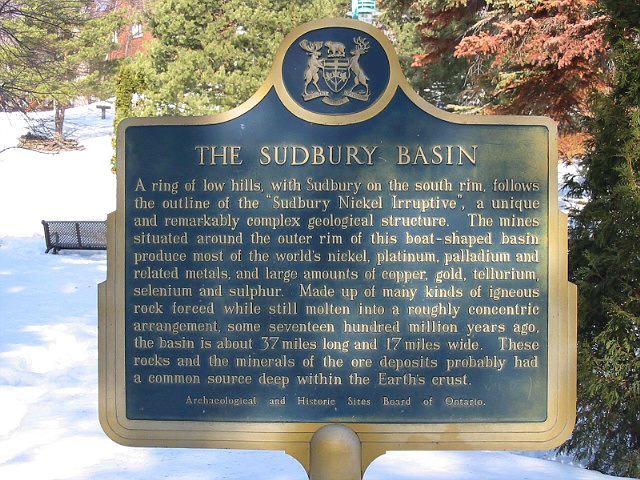 THE SUDBURY BASIN
A ring of low hills, with Sudbury on the south rim, follows
the outline of the "Sudbury Nickel Irruptive", a unique
and remarkably complex geological structure. The mines
situated around the outer rim of this boat-shaped basin
produce most of the world's nickel, platinum, palladium and
related metals, and large amounts of copper, gold, tellurium,
selenium and sulphur. Made up of many kinds of igneous
rock forced while still molten into a roughly concentric
arrangement, some seventeen hundred million years ago,
the basin is about 37 miles long and 17 miles wide. These
rocks and the minerals of the ore deposits probably had
a common source deep within the Earth's crust.
Archaeological and Historic Sites Board of Ontario.